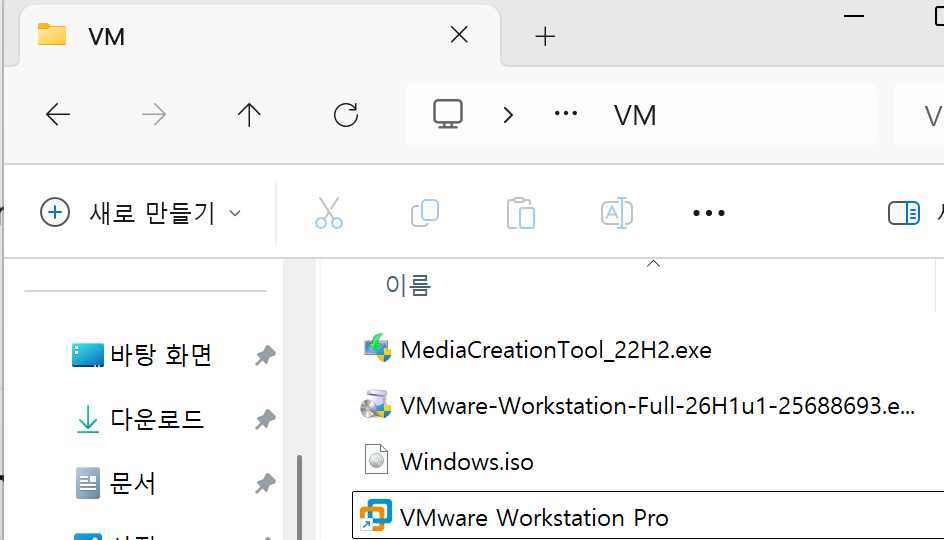 VM
VM
V
새로 만들기
이름
바탕 화면
다운로드
문서
MediaCreationTool_22H2.exe
VMware-Workstation-Full-26H1u1-25688693.e...
Windows.iso
VMware Workstation Pro